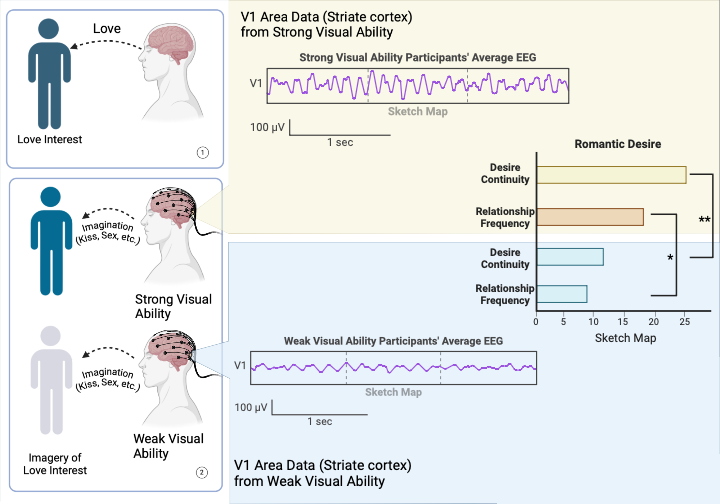 Love
Love Interest
1
Imagination
(Kiss, Sex, etc.)
Strong Visual
Ability
Imagination
(Kiss, Sex, etc.)
Imagery of
Love Interest
Weak Visual
Ability
2
V1 Area Data (Striate cortex)
from Strong Visual Ability
Strong Visual Ability Participants' Average EEG
V1
Sketch Map
100 μV
1 sec
Romantic Desire
Desire
Continuity
Relationship
Frequency
Desire
Continuity
Relationship
Frequency
**
*
0 5 10 15 20 25
Sketch Map
Weak Visual Ability Participants' Average EEG
V1
Sketch Map
100 μV
1 sec
V1 Area Data (Striate cortex)
from Weak Visual Ability